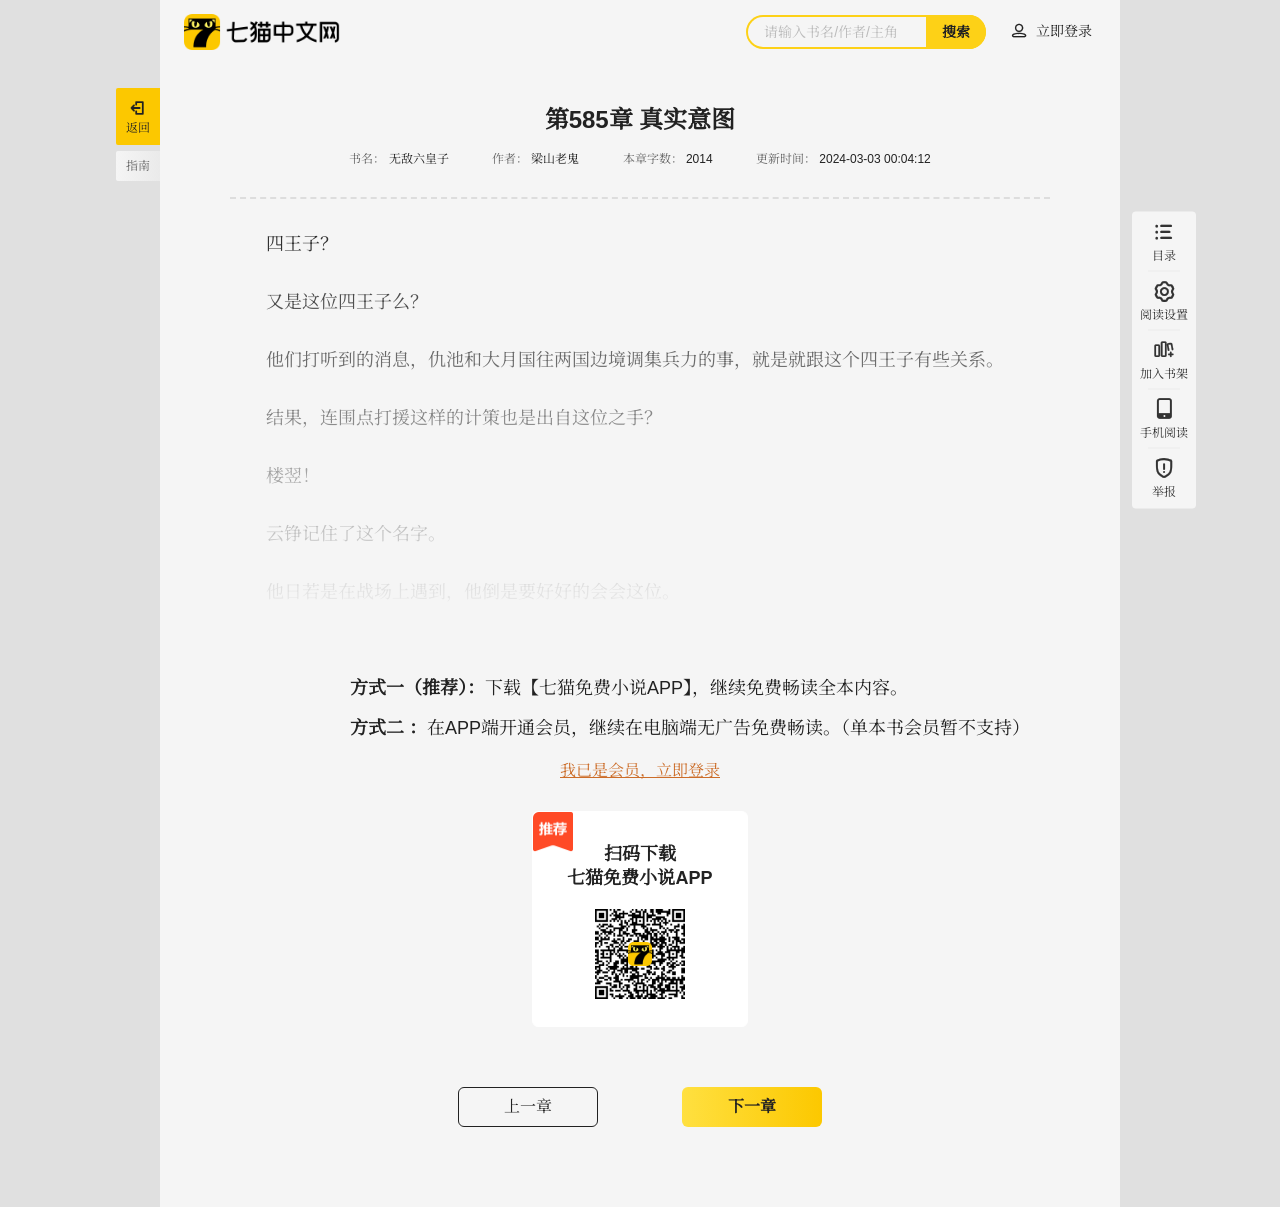 七猫中文网
请输入书名/作者/主角
搜索
立即登录
返回
指南
第585章 真实意图
书名： 无敌六皇子 作者： 梁山老鬼 本章字数： 2014 更新时间： 2024-03-03 00:04:12
四王子？
又是这位四王子么？
他们打听到的消息，仇池和大月国往两国边境调集兵力的事，就是就跟这个四王子有些关系。
结果，连围点打援这样的计策也是出自这位之手？
楼翌！
云铮记住了这个名字。
他日若是在战场上遇到，他倒是要好好的会会这位。
目录
阅读设置
加入书架
手机阅读
举报
方式一（推荐）：下载【七猫免费小说APP】，继续免费畅读全本内容。
方式二 ：在APP端开通会员，继续在电脑端无广告免费畅读。（单本书会员暂不支持）
我已是会员，立即登录
推荐
扫码下载
七猫免费小说APP
上一章
下一章